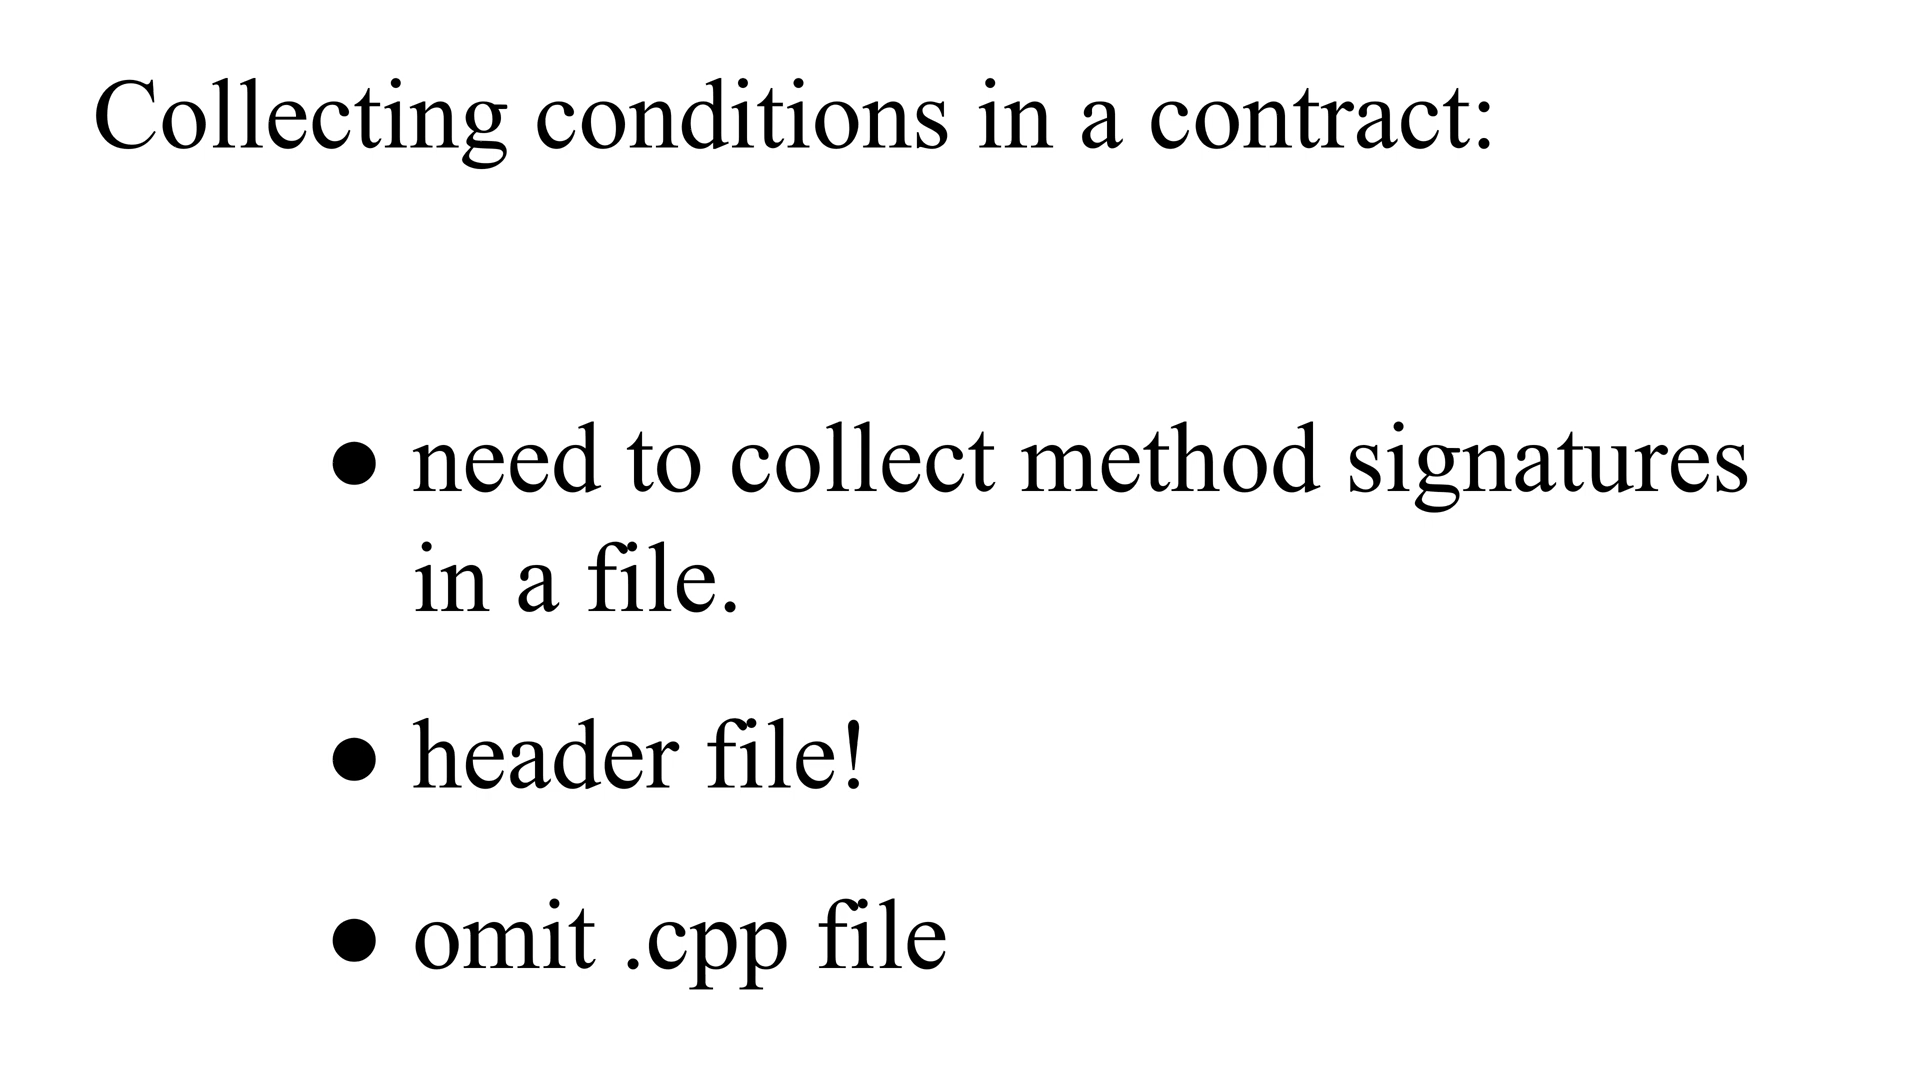 Collecting conditions in a contract:
● need to collect method signatures
in a file.
● header file!
● omit .cpp file